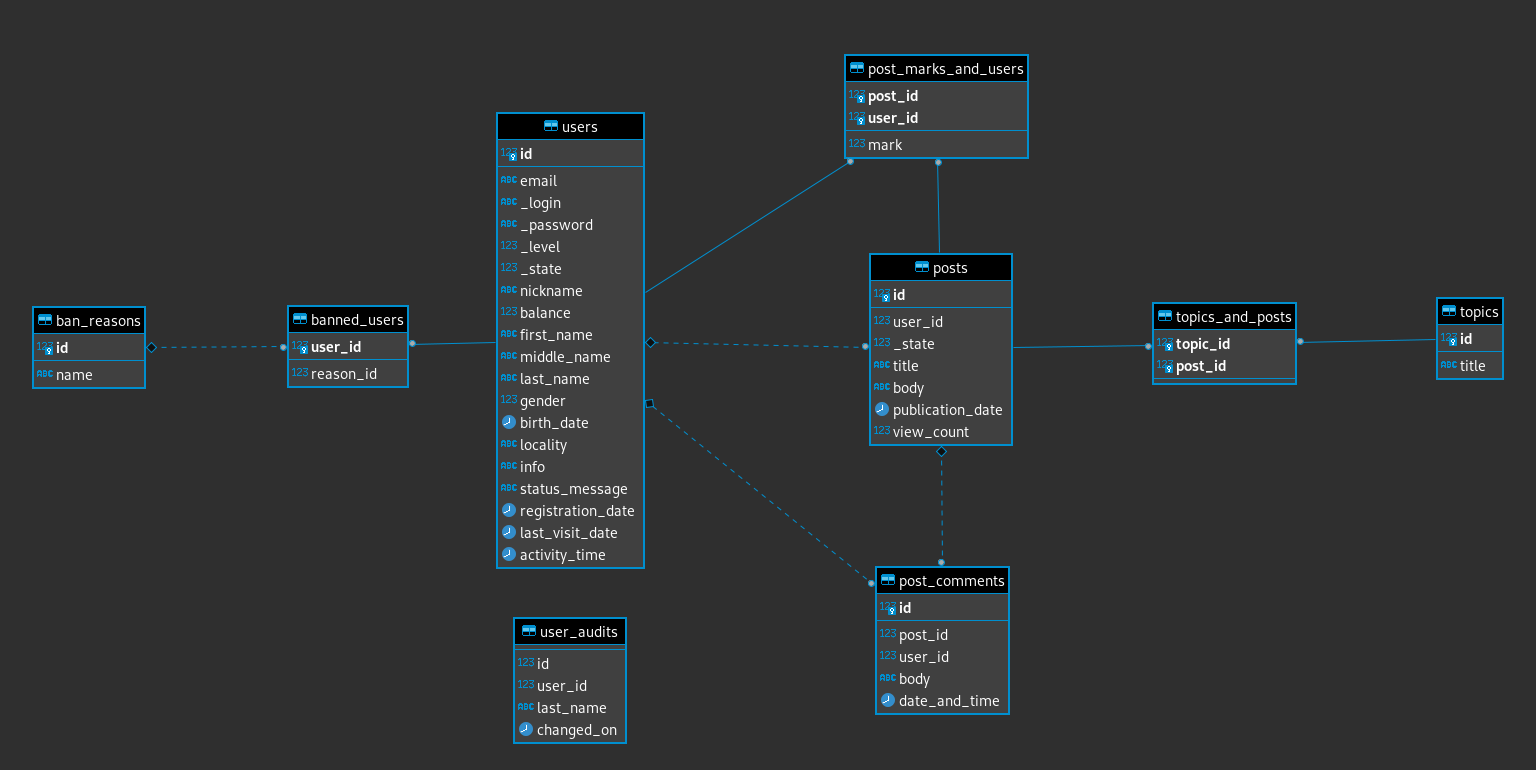 post_marks_and_users
123 post_id
123 user_id
123 mark
users
123 id
ABC email
ABC _login
ABC _password
123 _level
123 _state
ABC nickname
123 balance
ABC first_name
ABC middle_name
ABC last_name
123 gender
birth_date
ABC locality
ABC info
ABC status_message
registration_date
last_visit_date
activity_time
posts
123 id
123 user_id
123 _state
ABC title
ABC body
publication_date
123 view_count
ban_reasons
123 id
ABC name
banned_users
123 user_id
123 reason_id
topics_and_posts
123 topic_id
123 post_id
topics
123 id
ABC title
post_comments
123 id
123 post_id
123 user_id
ABC body
date_and_time
user_audits
123 id
123 user_id
ABC last_name
changed_on